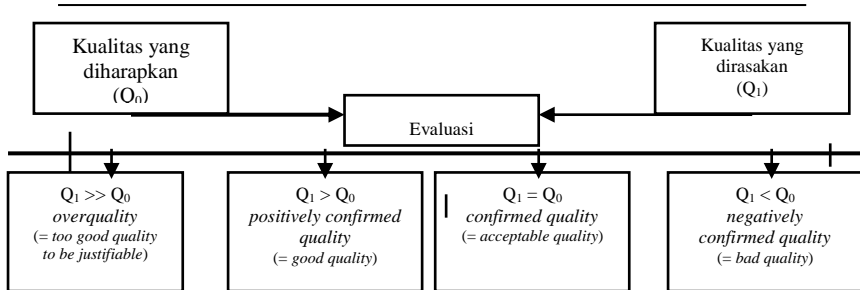 Kualitas yang
diharapkan
(Q₀)
Kualitas yang
dirasakan
(Q₁)
Evaluasi
Q₁ >> Q₀
overquality
(= too good quality
to be justifiable)
Q₁ > Q₀
positively confirmed
quality
(= good quality)
Q₁ = Q₀
confirmed quality
(= acceptable quality)
Q₁ < Q₀
negatively
confirmed quality
(= bad quality)